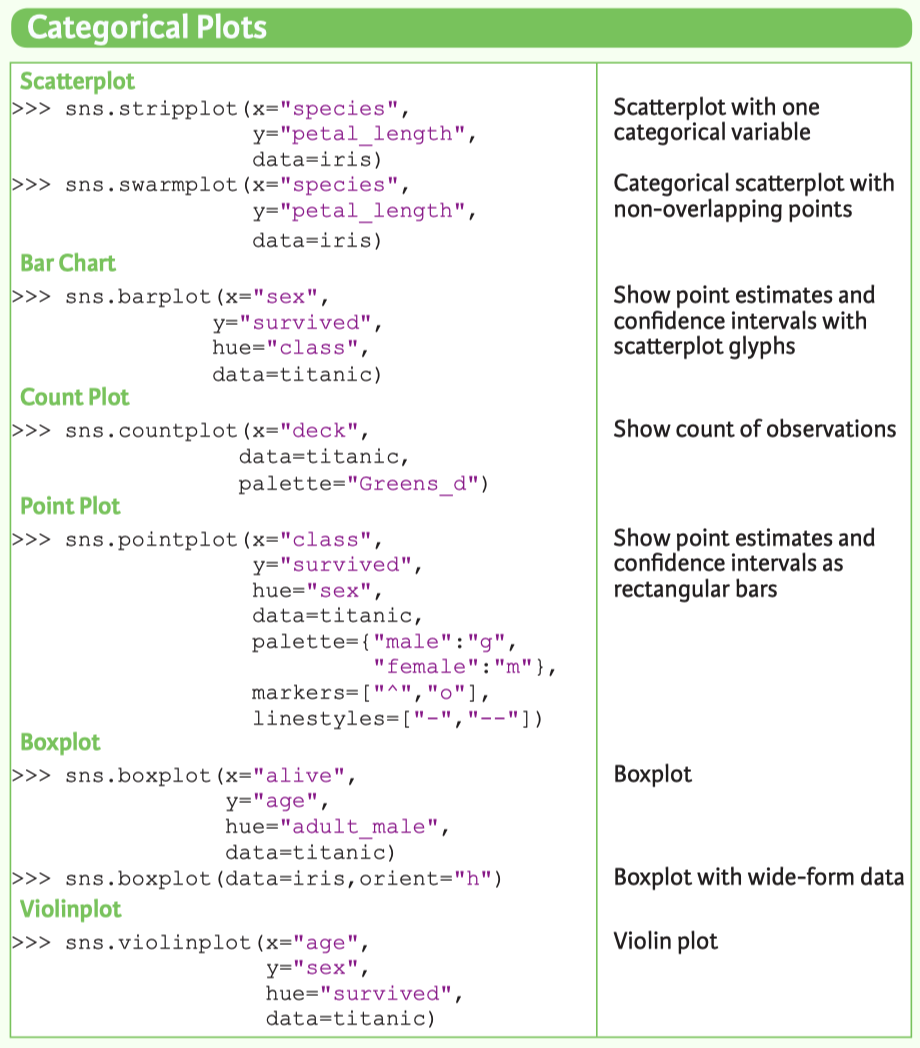 Categorical Plots
Scatterplot
>>> sns.stripplot(x="species",
y="petal_length",
data=iris)
Scatterplot with one
categorical variable
>>> sns.swarmplot(x="species",
y="petal_length",
data=iris)
Categorical scatterplot with
non-overlapping points
Bar Chart
>>> sns.barplot(x="sex",
y="survived",
hue="class",
data=titanic)
Show point estimates and
confidence intervals with
scatterplot glyphs
Count Plot
>>> sns.countplot(x="deck",
data=titanic,
palette="Greens_d")
Show count of observations
Point Plot
>>> sns.pointplot(x="class",
y="survived",
hue="sex",
data=titanic,
palette={"male":"g",
"female":"m"},
markers=["^","o"],
linestyles=["-","--"])
Show point estimates and
confidence intervals as
rectangular bars
Boxplot
>>> sns.boxplot(x="alive",
y="age",
hue="adult_male",
data=titanic)
Boxplot
>>> sns.boxplot(data=iris,orient="h")
Boxplot with wide-form data
Violinplot
>>> sns.violinplot(x="age",
y="sex",
hue="survived",
data=titanic)
Violin plot